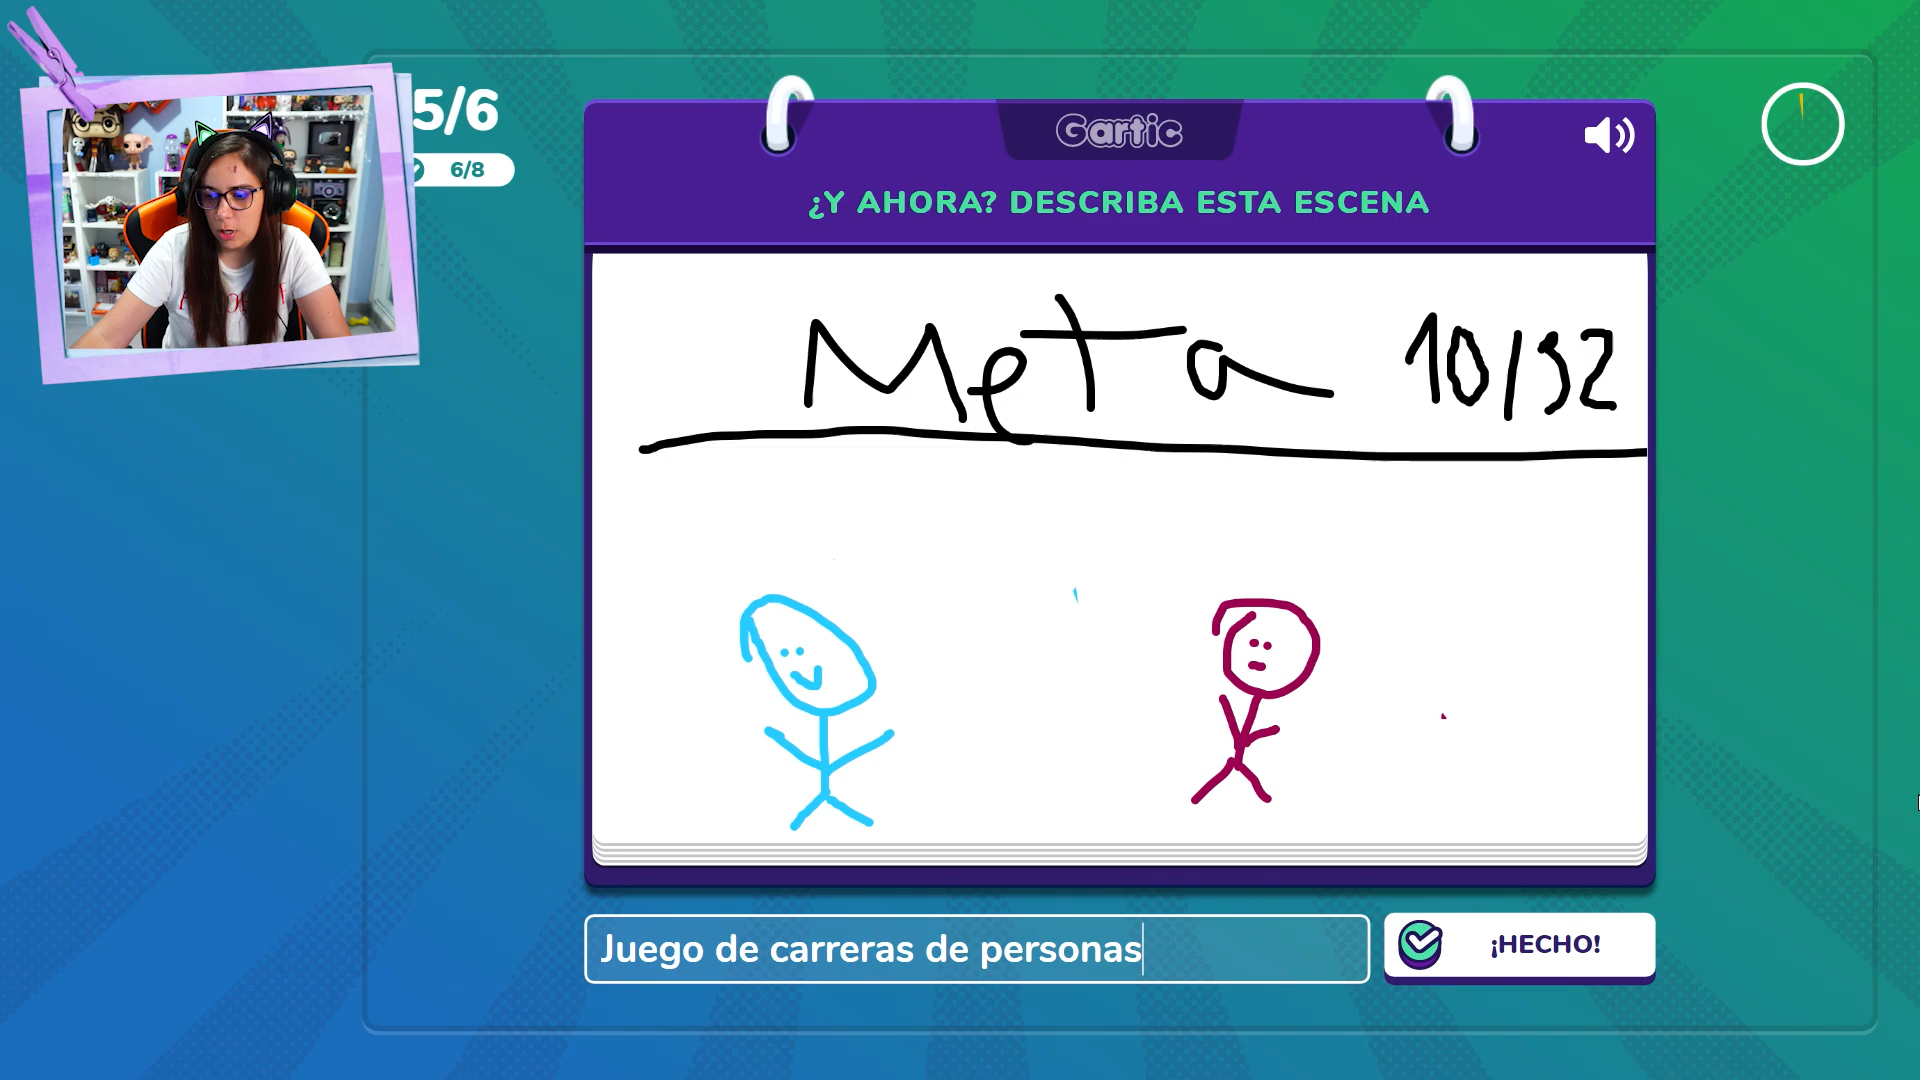 5/6
6/8
Gartic
¿Y AHORA? DESCRIBA ESTA ESCENA
Meta 10/32
Juego de carreras de personas
¡HECHO!